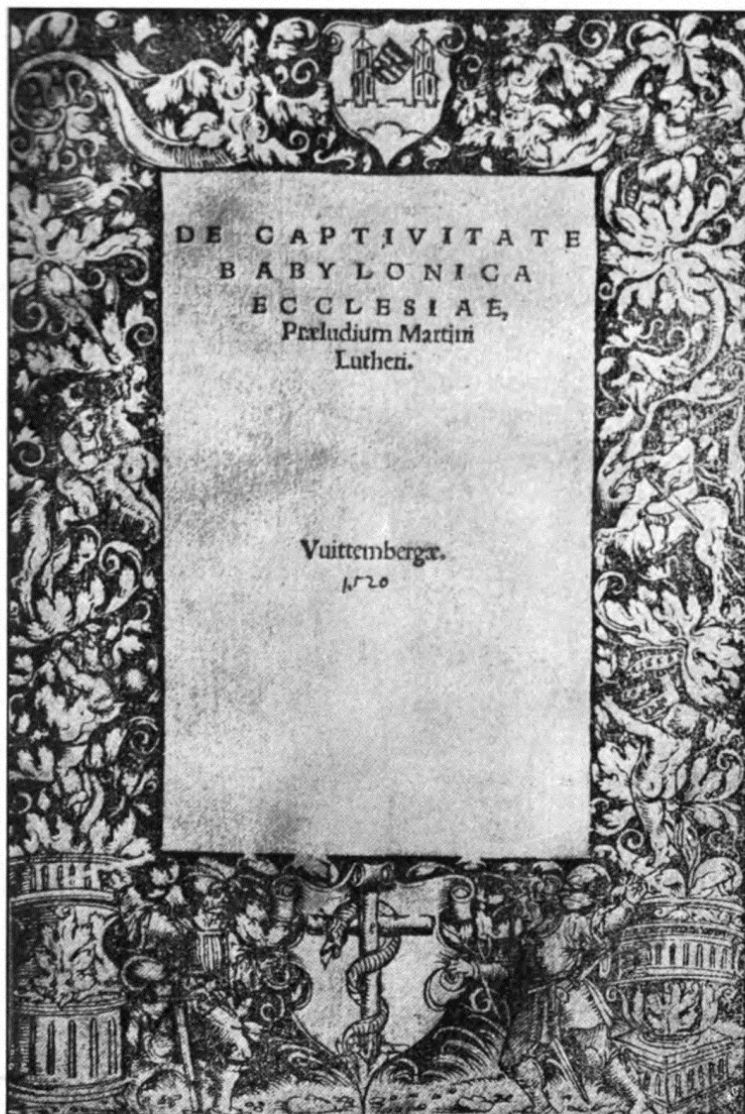 DE CAPTIVITATE
BABYLONICA
ECCLESIAE,
Præludium Martini
Lutheri.
Vuittembergæ.
1520